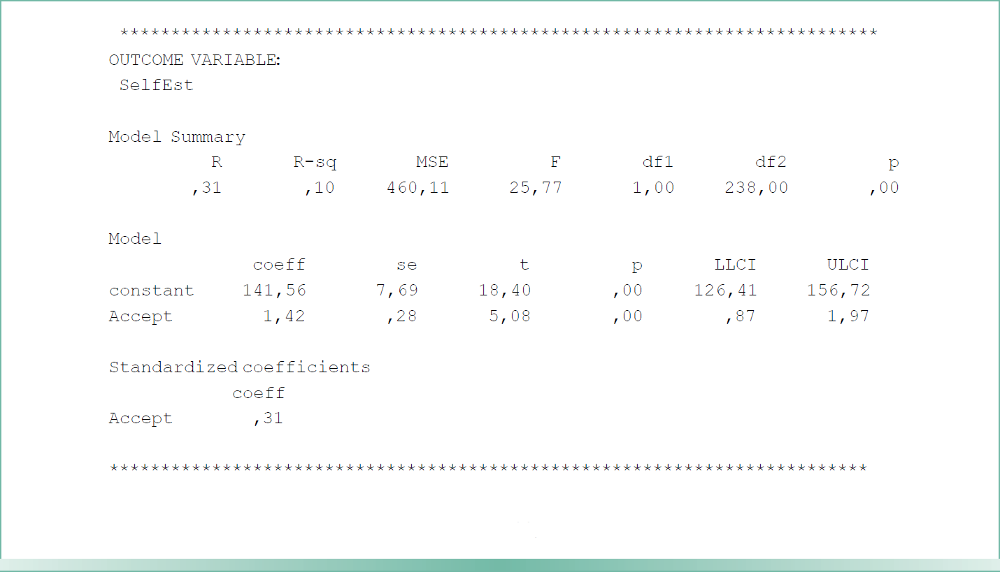 **************************************************************************
OUTCOME VARIABLE:
SelfEst
Model Summary
R R-sq MSE F df1 df2 p
,31 ,10 460,11 25,77 1,00 238,00 ,00
Model
coeff se t p LLCI ULCI
constant 141,56 7,69 18,40 ,00 126,41 156,72
Accept 1,42 ,28 5,08 ,00 ,87 1,97
Standardized coefficients
coeff
Accept ,31
**************************************************************************